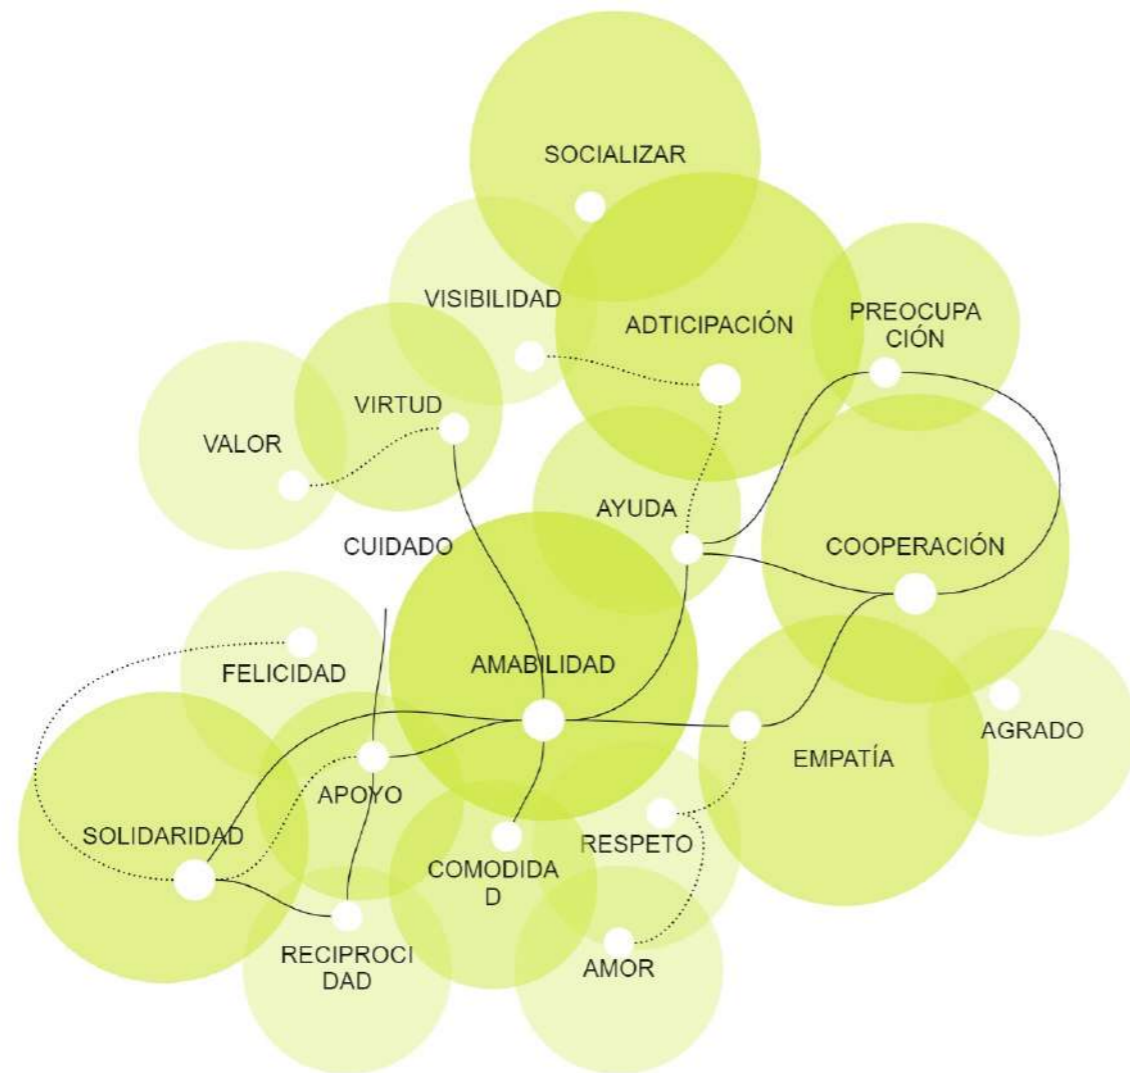 SOCIALIZAR
VISIBILIDAD
ADTICIPACIÓN
PREOCUPA
CIÓN
VIRTUD
VALOR
AYUDA
CUIDADO
COOPERACIÓN
AMABILIDAD
FELICIDAD
AGRADO
EMPATÍA
APOYO
SOLIDARIDAD
RESPETO
COMODIDA
D
RECIPROCI
DAD
AMOR